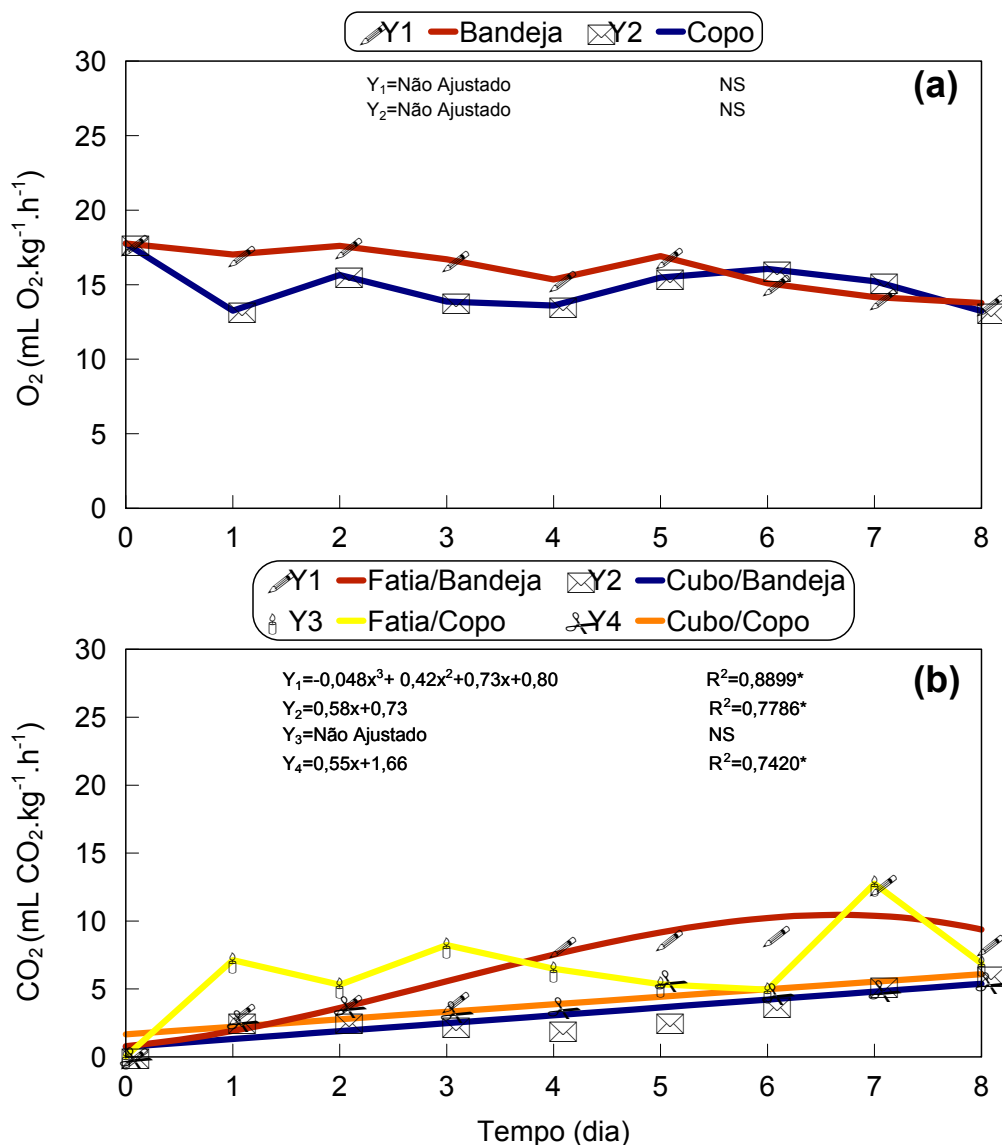 Y1 Bandeja Y2 Copo
(a)
Y₁=Não Ajustado NS
Y₂=Não Ajustado NS
O₂ (mL O₂.kg⁻¹.h⁻¹)
30
25
20
15
10
5
0
0 1 2 3 4 5 6 7 8
Y1 Fatia/Bandeja Y2 Cubo/Bandeja
Y3 Fatia/Copo Y4 Cubo/Copo
(b)
Y₁=-0,048x³+ 0,42x²+0,73x+0,80 R²=0,8899*
Y₂=0,58x+0,73 R²=0,7786*
Y₃=Não Ajustado NS
Y₄=0,55x+1,66 R²=0,7420*
CO₂ (mL CO₂.kg⁻¹.h⁻¹)
30
25
20
15
10
5
0
0 1 2 3 4 5 6 7 8
Tempo (dia)